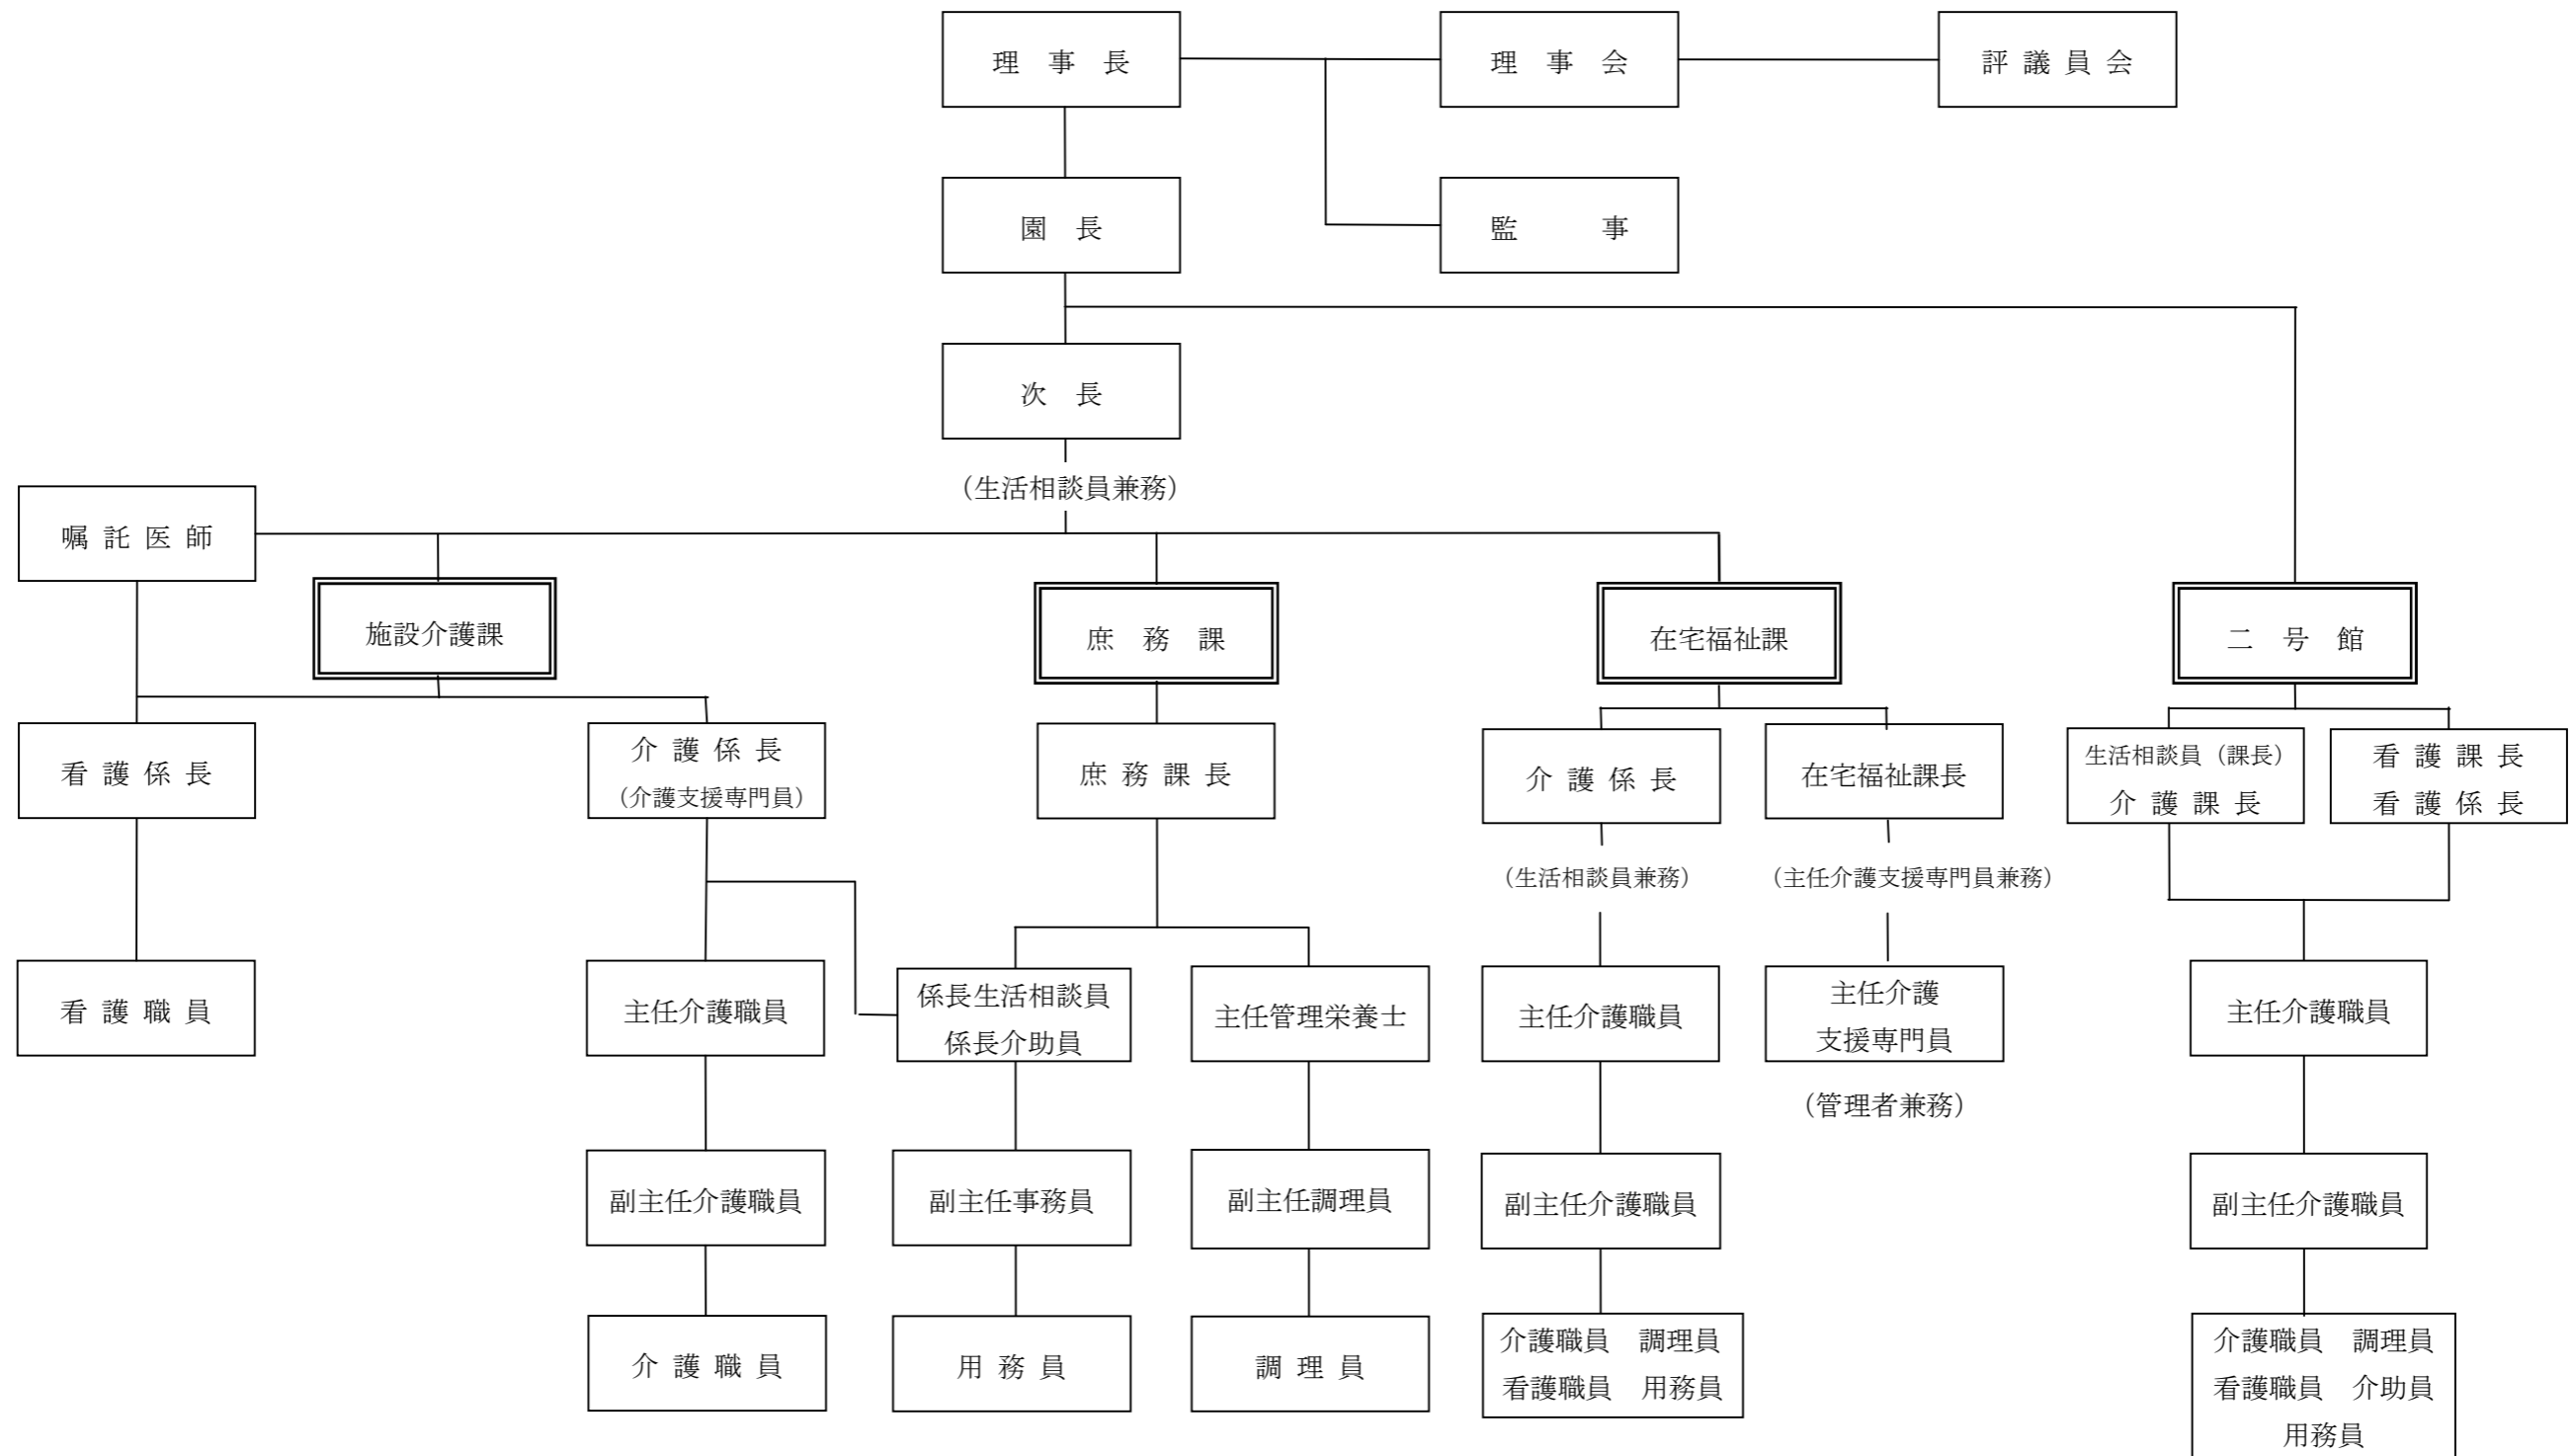 理　事　長
理　事　会
評 議 員 会
園　長
監　　　事
次　長
（生活相談員兼務）
嘱 託 医 師
施設介護課
庶　務　課
在宅福祉課
二　号　館
看 護 係 長
介 護 係 長
（介護支援専門員）
庶 務 課 長
介 護 係 長
（生活相談員兼務）
在宅福祉課長
（主任介護支援専門員兼務）
生活相談員（課長）
介 護 課 長
看 護 課 長
看 護 係 長
看 護 職 員
主任介護職員
係長生活相談員
係長介助員
主任管理栄養士
主任介護職員
主任介護
支援専門員
（管理者兼務）
主任介護職員
副主任介護職員
副主任事務員
副主任調理員
副主任介護職員
副主任介護職員
介 護 職 員
用 務 員
調 理 員
介護職員　調理員
看護職員　用務員
介護職員　調理員
看護職員　介助員
用務員